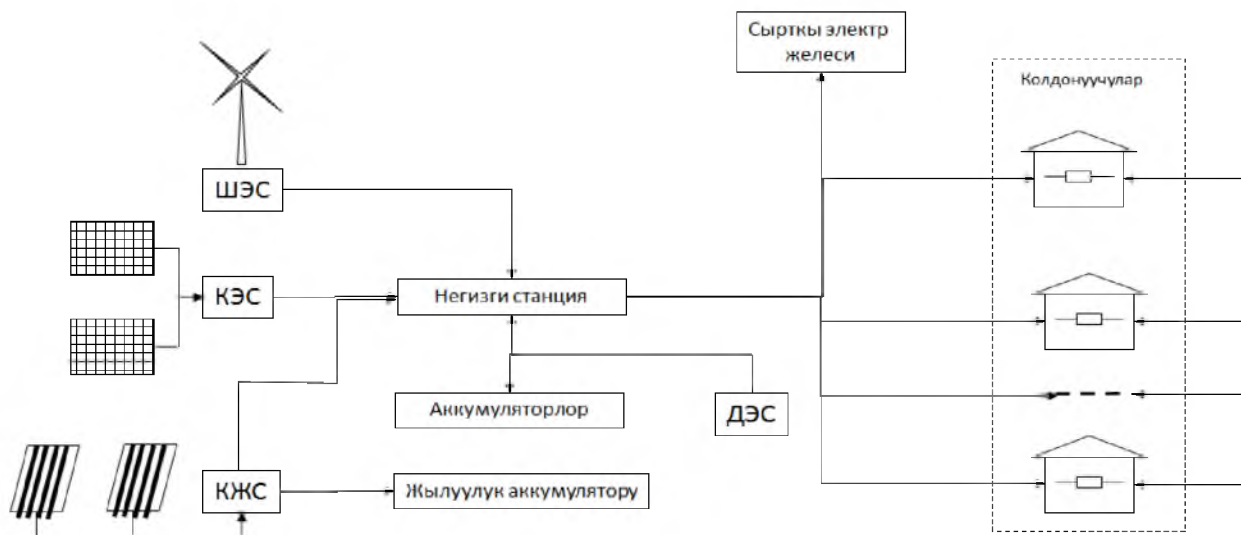 Сырткы электр
желеси
Колдонуучулар
ШЭС
КЭС
Негизги станция
Аккумуляторлор
ДЭС
КЖС
Жылуулук аккумулятору